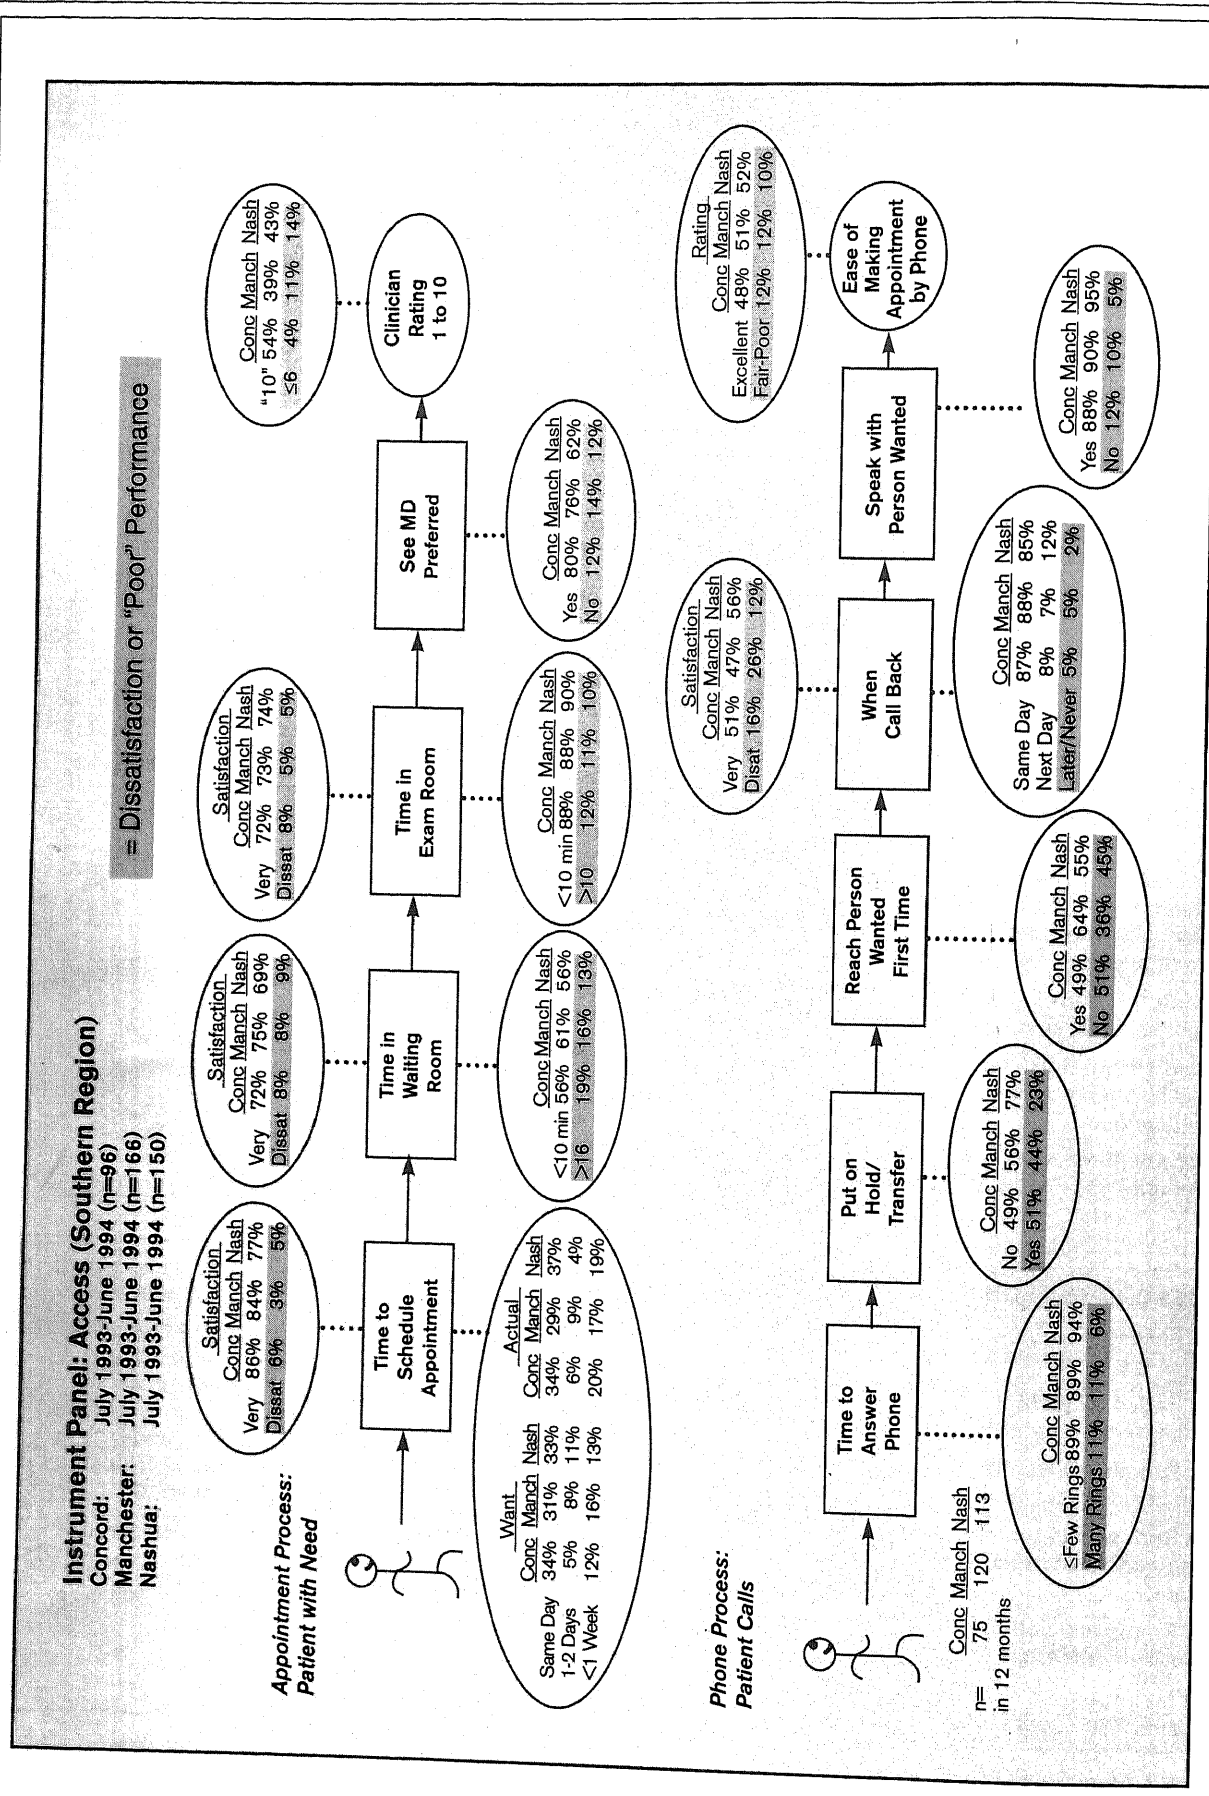 Instrument Panel: Access (Southern Region)
Concord: July 1993-June 1994 (n=96)
Manchester: July 1993-June 1994 (n=166)
Nashua: July 1993-June 1994 (n=150)
= Dissatisfaction or "Poor" Performance
Appointment Process:
Patient with Need
Satisfaction
Conc Manch Nash
Very 86% 84% 77%
Dissat 6% 3% 5%
Time to
Schedule
Appointment
Want Actual
Conc Manch Nash Conc Manch Nash
Same Day 34% 31% 33% 34% 29% 37%
1-2 Days 5% 8% 11% 6% 9% 4%
<1 Week 12% 16% 13% 20% 17% 19%
Satisfaction
Conc Manch Nash
Very 72% 75% 69%
Dissat 8% 8% 9%
Time in
Waiting
Room
Conc Manch Nash
<10 min 56% 61% 56%
>16 19% 16% 13%
Satisfaction
Conc Manch Nash
Very 72% 73% 74%
Dissat 8% 5% 5%
Time in
Exam Room
Conc Manch Nash
<10 min 88% 88% 90%
>10 12% 11% 10%
See MD
Preferred
Conc Manch Nash
Yes 80% 76% 62%
No 12% 14% 12%
Conc Manch Nash
"10" 54% 39% 43%
≤6 4% 11% 14%
Clinician
Rating
1 to 10
Phone Process:
Patient Calls
Conc Manch Nash
n= 75 120 113
in 12 months
Time to
Answer
Phone
Conc Manch Nash
≤Few Rings 89% 89% 94%
Many Rings 11% 11% 6%
Put on
Hold/
Transfer
Conc Manch Nash
No 49% 56% 77%
Yes 51% 44% 23%
Reach Person
Wanted
First Time
Conc Manch Nash
Yes 49% 64% 55%
No 51% 36% 45%
Satisfaction
Conc Manch Nash
Very 51% 47% 56%
Disat 16% 26% 12%
When
Call Back
Conc Manch Nash
Same Day 87% 88% 85%
Next Day 8% 7% 12%
Later/Never 5% 5% 2%
Speak with
Person Wanted
Conc Manch Nash
Yes 88% 90% 95%
No 12% 10% 5%
Rating
Conc Manch Nash
Excellent 48% 51% 52%
Fair-Poor 12% 12% 10%
Ease of
Making
Appointment
by Phone